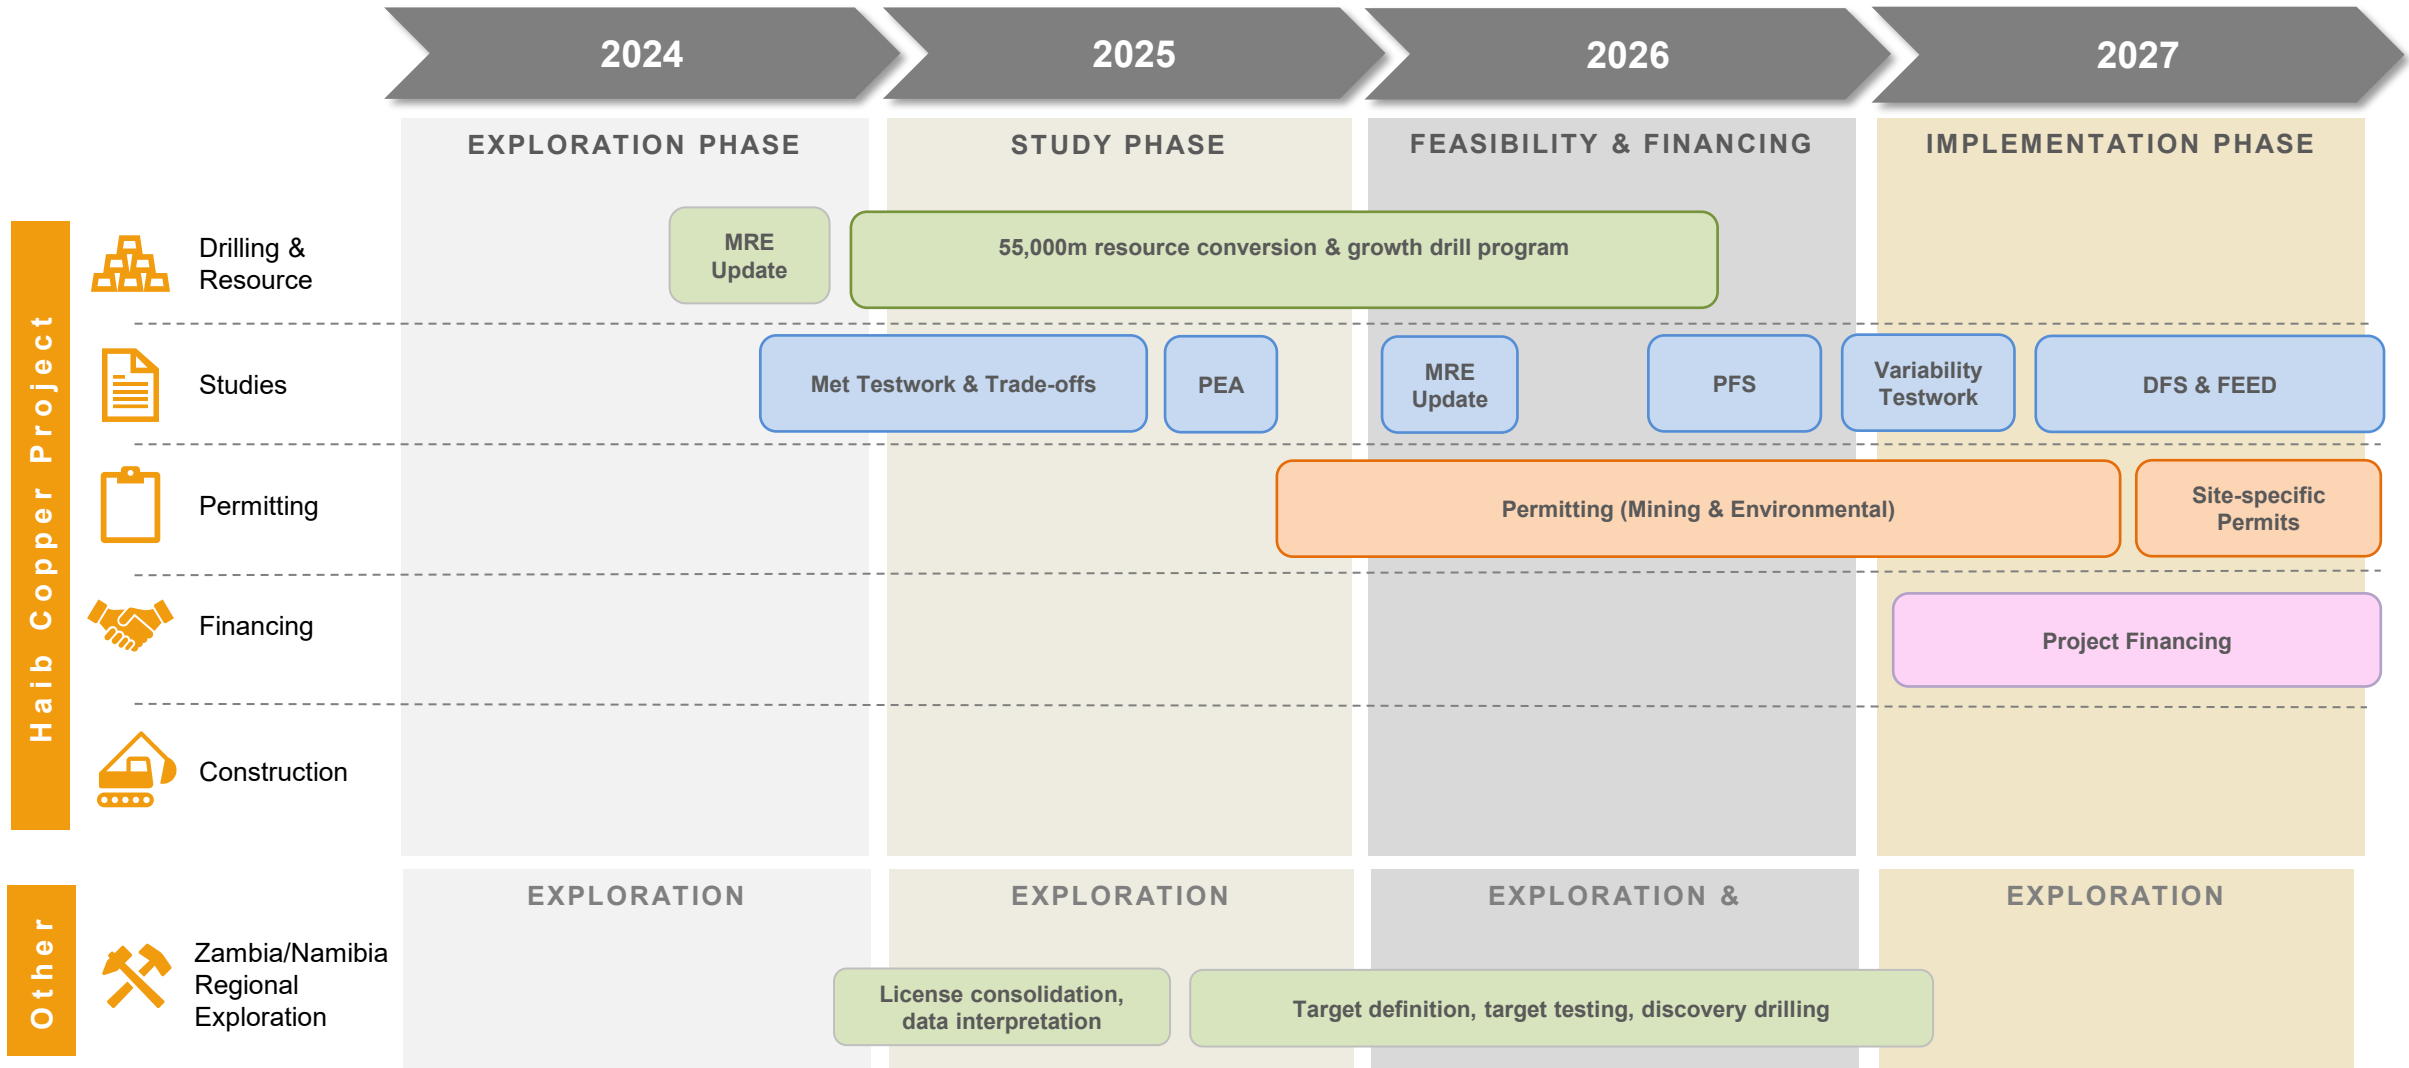 2024
2025
2026
2027
EXPLORATION PHASE
STUDY PHASE
FEASIBILITY & FINANCING
IMPLEMENTATION PHASE
Haib Copper Project
Drilling &
Resource
MRE
Update
55,000m resource conversion & growth drill program
Studies
Met Testwork & Trade-offs
PEA
MRE
Update
PFS
Variability
Testwork
DFS & FEED
Permitting
Permitting (Mining & Environmental)
Site-specific
Permits
Financing
Project Financing
Construction
Other
EXPLORATION
EXPLORATION
EXPLORATION &
EXPLORATION
Zambia/Namibia
Regional
Exploration
License consolidation,
data interpretation
Target definition, target testing, discovery drilling